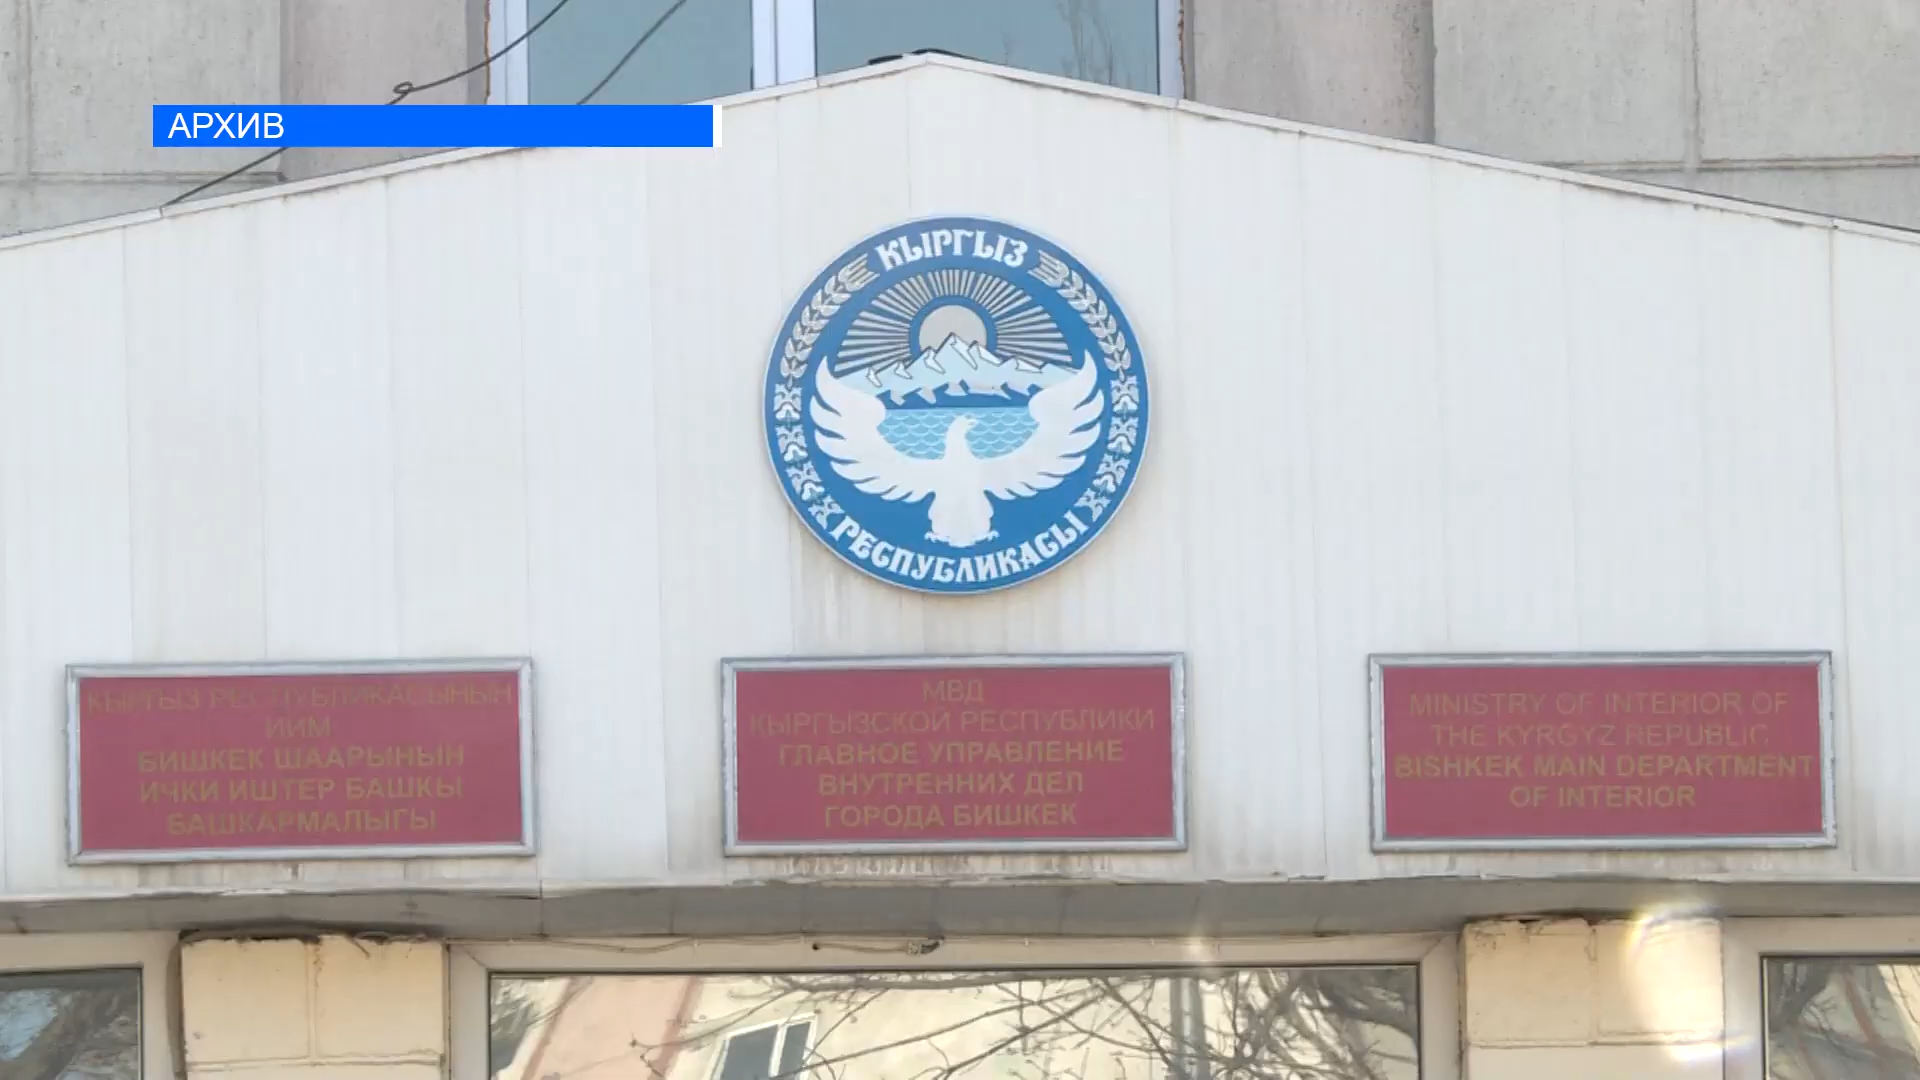 АРХИВ
КЫРГЫЗ
РЕСПУБЛИКАСЫ
КЫРГЫЗ РЕСПУБЛИКАСЫНЫН
ИИМ
БИШКЕК ШААРЫНЫН
ИЧКИ ИШТЕР БАШКЫ
БАШКАРМАЛЫГЫ
МВД
КЫРГЫЗСКОЙ РЕСПУБЛИКИ
ГЛАВНОЕ УПРАВЛЕНИЕ
ВНУТРЕННИХ ДЕЛ
ГОРОДА БИШКЕК
MINISTRY OF INTERIOR OF
THE KYRGYZ REPUBLIC
BISHKEK MAIN DEPARTMENT
OF INTERIOR